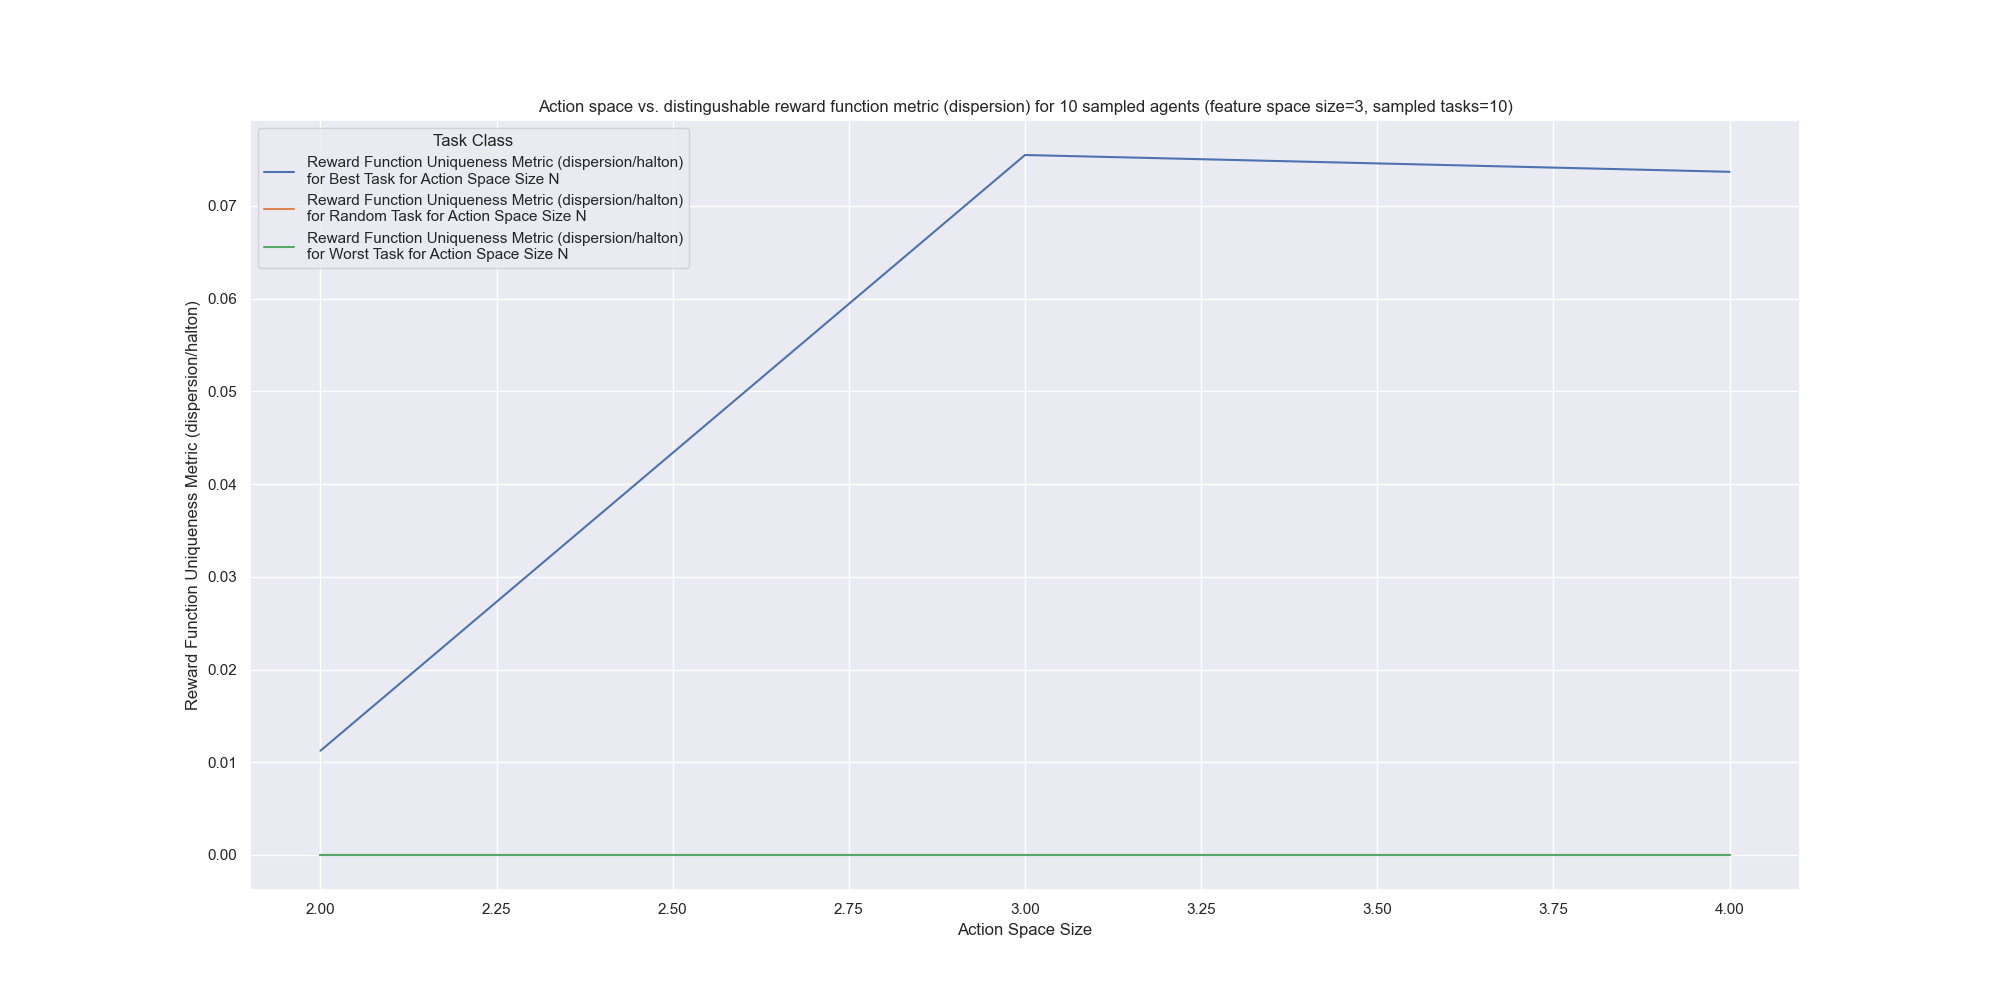 Action space vs. distingushable reward function metric (dispersion) for 10 sampled agents (feature space size=3, sampled tasks=10)
Task Class
Reward Function Uniqueness Metric (dispersion/halton)
for Best Task for Action Space Size N
Reward Function Uniqueness Metric (dispersion/halton)
for Random Task for Action Space Size N
Reward Function Uniqueness Metric (dispersion/halton)
for Worst Task for Action Space Size N
Reward Function Uniqueness Metric (dispersion/halton)
0.07
0.06
0.05
0.04
0.03
0.02
0.01
0.00
2.00 2.25 2.50 2.75 3.00 3.25 3.50 3.75 4.00
Action Space Size